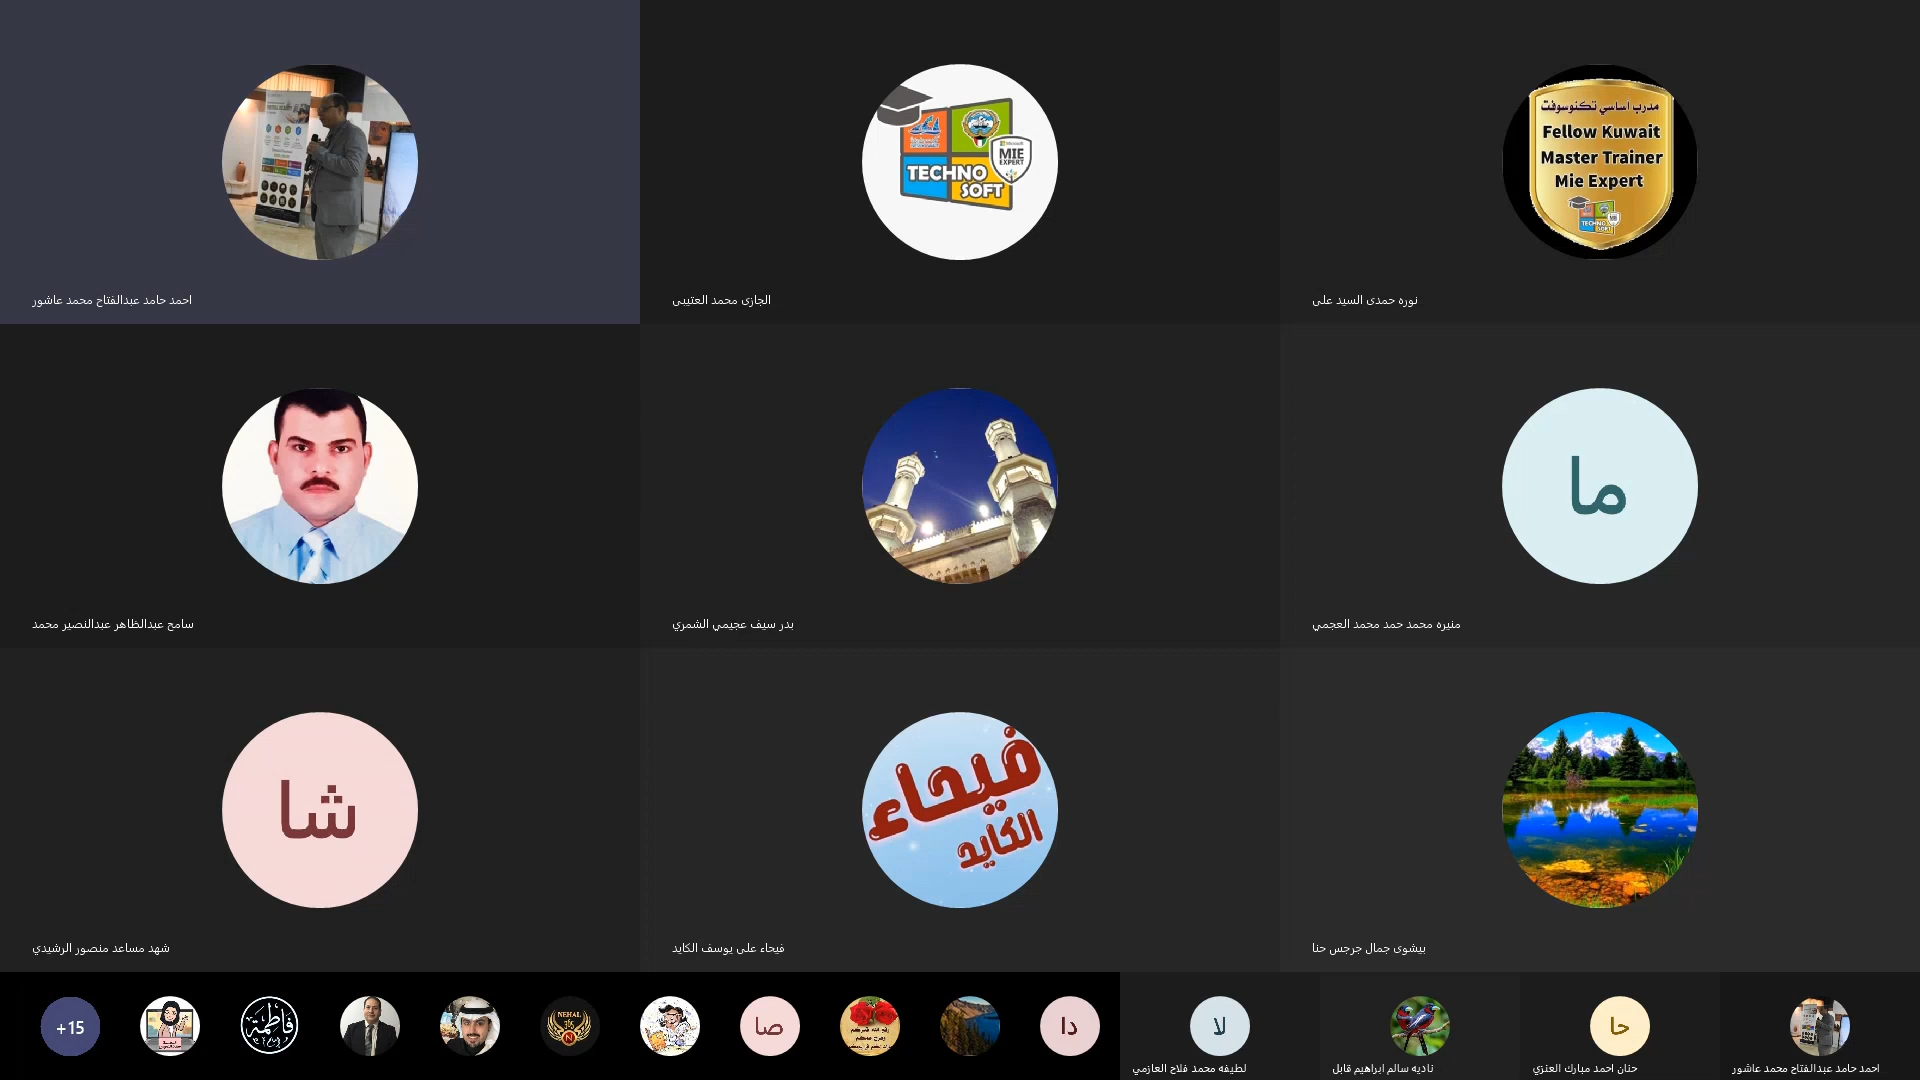 احمد حامد عبدالفتاح محمد عاشور
TECHNO
SOFT
MIE
EXPERT
الجازى محمد العتيبى
مدرب اساسي تكنوسوفت
Fellow Kuwait
Master Trainer
Mie Expert
TECHNO
SOFT
نوره حمدى السيد على
سامح عبدالظاهر عبدالنصير محمد
بدر سيف عجيمي الشمري
ما
منيره محمد حمد محمد العجمي
شا
شهد مساعد منصور الرشيدي
فيحاء
الكايد
فيحاء على يوسف الكايد
بيشوى جمال جرجس حنا
+15
فاطمة
NEHAL
N
صا
دا
لا
لطيفه محمد فلاح العازمي
ناديه سالم ابراهيم قابل
حا
حنان احمد مبارك العنزي
احمد حامد عبدالفتاح محمد عاشور